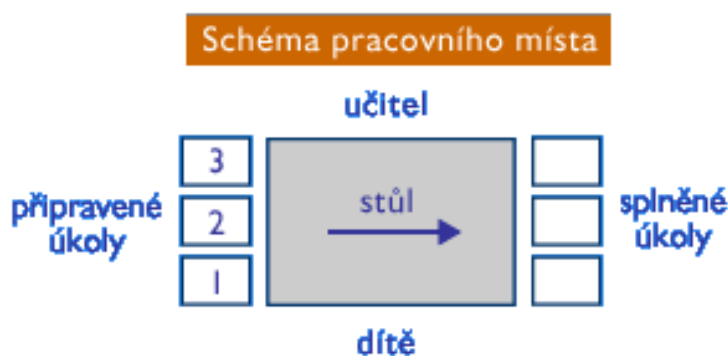 Schéma pracovního místa
učitel
připravené
úkoly
3
2
1
stůl
splněné
úkoly
dítě